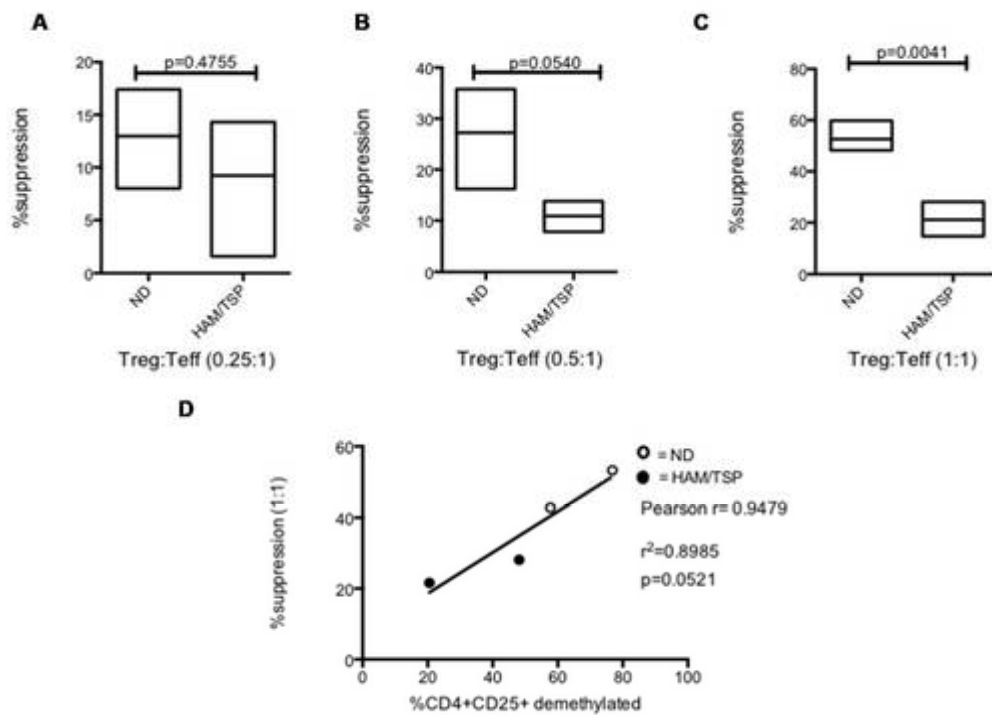 A
p=0.4755
20
15
10
5
0
%suppression
ND
HAM/TSP
Treg:Teff (0.25:1)
B
p=0.0540
40
30
20
10
0
%suppression
ND
HAM/TSP
Treg:Teff (0.5:1)
C
p=0.0041
80
60
40
20
0
%suppression
ND
HAM/TSP
Treg:Teff (1:1)
D
60
40
20
0
%suppression (1:1)
0 20 40 60 80 100
%CD4+CD25+ demethylated
= ND
= HAM/TSP
Pearson r= 0.9479
r²=0.8985
p=0.0521